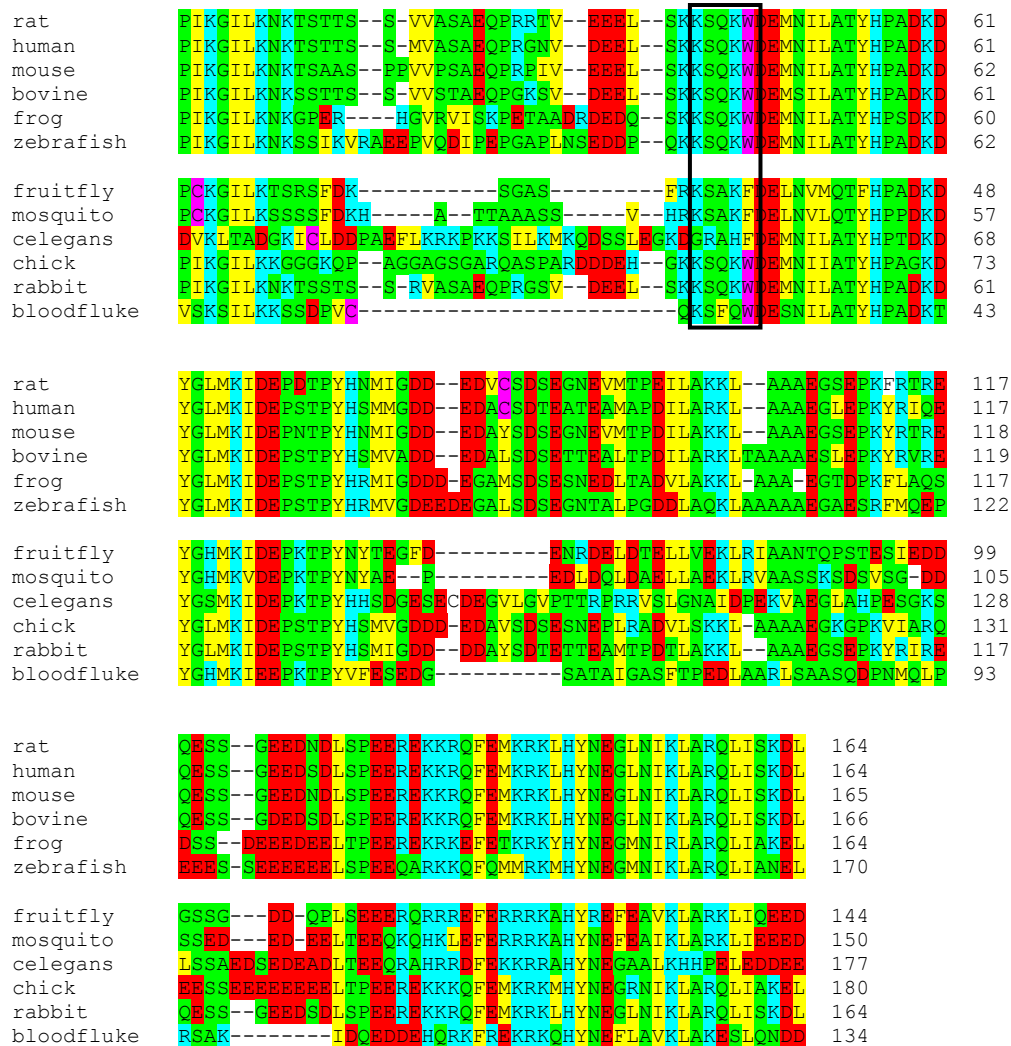 rat PIKGILKNKTSTTS--S-VVASAEQPRRTV--EEEL--SKKSQKWDEMNILATYHPADKD 61
human PIKGILKNKTSTTS--S-MVASAEQPRGNV--DEEL--SKKSQKWDEMNILATYHPADKD 61
mouse PIKGILKNKTSAAS--PPVVPSAEQPRPIV--EEEL--SKKSQKWDEMNILATYHPADKD 62
bovine PIKGILKNKSSTTS--S-VVSTAEQPGKSV--DEEL--SKKSQKWDEMSILATYHPADKD 61
frog PIKGILKNKGPER----HGVRVISKPETAADRDEDQ--SKKSQKWDEMNILATYHPSDKD 60
zebrafish PIKGILKNKSSIKVRAEEPVQDIPEPGAPLNSEDDP--QKKSQKWDEMNILATYHPADKD 62
fruitfly PCKGILKTSRSFDK-----------SGAS---------FRKSAKFDELNVMQTFHPADKD 48
mosquito PCKGILKSSSSFDKH-----A--TTAAASS-----V--HRKSAKFDELNVLQTYHPPDKD 57
celegans DVKLTADGKICLDDPAEFLKRKPKKSILKMKQDSSLEGKDGRAHFDEMNIIATYHPTDKD 68
chick PIKGILKKGGGKQP--AGGAGSGARQASPARDDDEH--GKKSQKWDEMNIIATYHPAGKD 73
rabbit PIKGILKNKTSSTS--S-RVASAEQPRGSV--DEEL--SKKSQKWDEMNILATYHPADKD 61
bloodfluke VSKSILKKSSDPVC-------------------------QKSFQWDESNILATYHPADKT 43
rat YGLMKIDEPDTPYHNMIGDD--EDVCSDSEGNEVMTPEILAKKL--AAAEGSEPKFRTRE 117
human YGLMKIDEPSTPYHSMMGDD--EDACSDTEATEAMAPDILARKL--AAAEGLEPKYRIQE 117
mouse YGLMKIDEPNTPYHNMIGDD--EDAYSDSEGNEVMTPDILAKKL--AAAEGSEPKYRTRE 118
bovine YGLMKIDEPSTPYHSMVADD--EDALSDSETTEALTPDILARKLTAAAAESLEPKYRVRE 119
frog YGLMKIDEPSTPYHRMIGDDD-EGAMSDSESNEDLTADVLAKKL-AAA-EGTDPKFLAQS 117
zebrafish YGLMKIDEPSTPYHRMVGDEEDEGALSDSEGNTALPGDDLAQKLAAAAAEGAESRFMQEP 122
fruitfly YGHMKIDEPKTPYNYTEGFD---------ENRDELDTELLVEKLRIAANTQPSTESIEDD 99
mosquito YGHMKVDEPKTPYNYAE--P---------EDLDQLDAELLAEKLRVAASSKSDSVSG-DD 105
celegans YGSMKIDEPKTPYHHSDGESECDEGVLGVPTTRPRRVSLGNAIDPEKVAEGLAHPESGKS 128
chick YGLMKIDEPSTPYHSMVGDDD-EDAVSDSESNEPLRADVLSKKL-AAAAEGKGPKVIARQ 131
rabbit YGLMKIDEPSTPYHSMIGDD--DDAYSDTETTEAMTPDTLAKKL--AAAEGSEPKYRIRE 117
bloodfluke YGHMKIEEPKTPYVFESEDG----------SATAIGASFTPEDLAARLSAASQDPNMQLP 93
rat QESS--GEEDNDLSPEEREKKRQFEMKRKLHYNEGLNIKLARQLISKDL 164
human QESS--GEEDSDLSPEEREKKRQFEMKRKLHYNEGLNIKLARQLISKDL 164
mouse QESS--GEEDNDLSPEEREKKRQFEMKRKLHYNEGLNIKLARQLISKDL 165
bovine QESS--GDEDSDLSPEEREKKRQFEMKRKLHYNEGLNIKLARQLISKDL 166
frog DSS--DEEEDEELTPEEREKRKEFETKRKYHYNEGMNIRLARQLIAKEL 164
zebrafish EEES-SEEEEEELSPEEQARKKQFQMMRKMHYNEGMNIKLARQLIANEL 170
fruitfly GSSG---DD-QPLSEEERQRRREFERRRKAHYREFEAVKLARKLIQEED 144
mosquito SSED---ED-EELTEEQKQHKLEFERRRKAHYNEFEAIKLARKLIEEED 150
celegans LSSAEDSEDEADLTEEQRAHRRDFEKKRRAHYNEGAALKHHPELEDDEE 177
chick EESSEEEEEEEELTPEEREKKKQFEMKRKMHYNEGRNIKLARQLIAKEL 180
rabbit QESS--GEEDSDLSPEEREKKRQFEMKRKLHYNEGLNIKLARQLISKDL 164
bloodfluke RSAK--------IDQEDDEHQRKFREKRKQHYNEFLAVKLAKESLQNDD 134